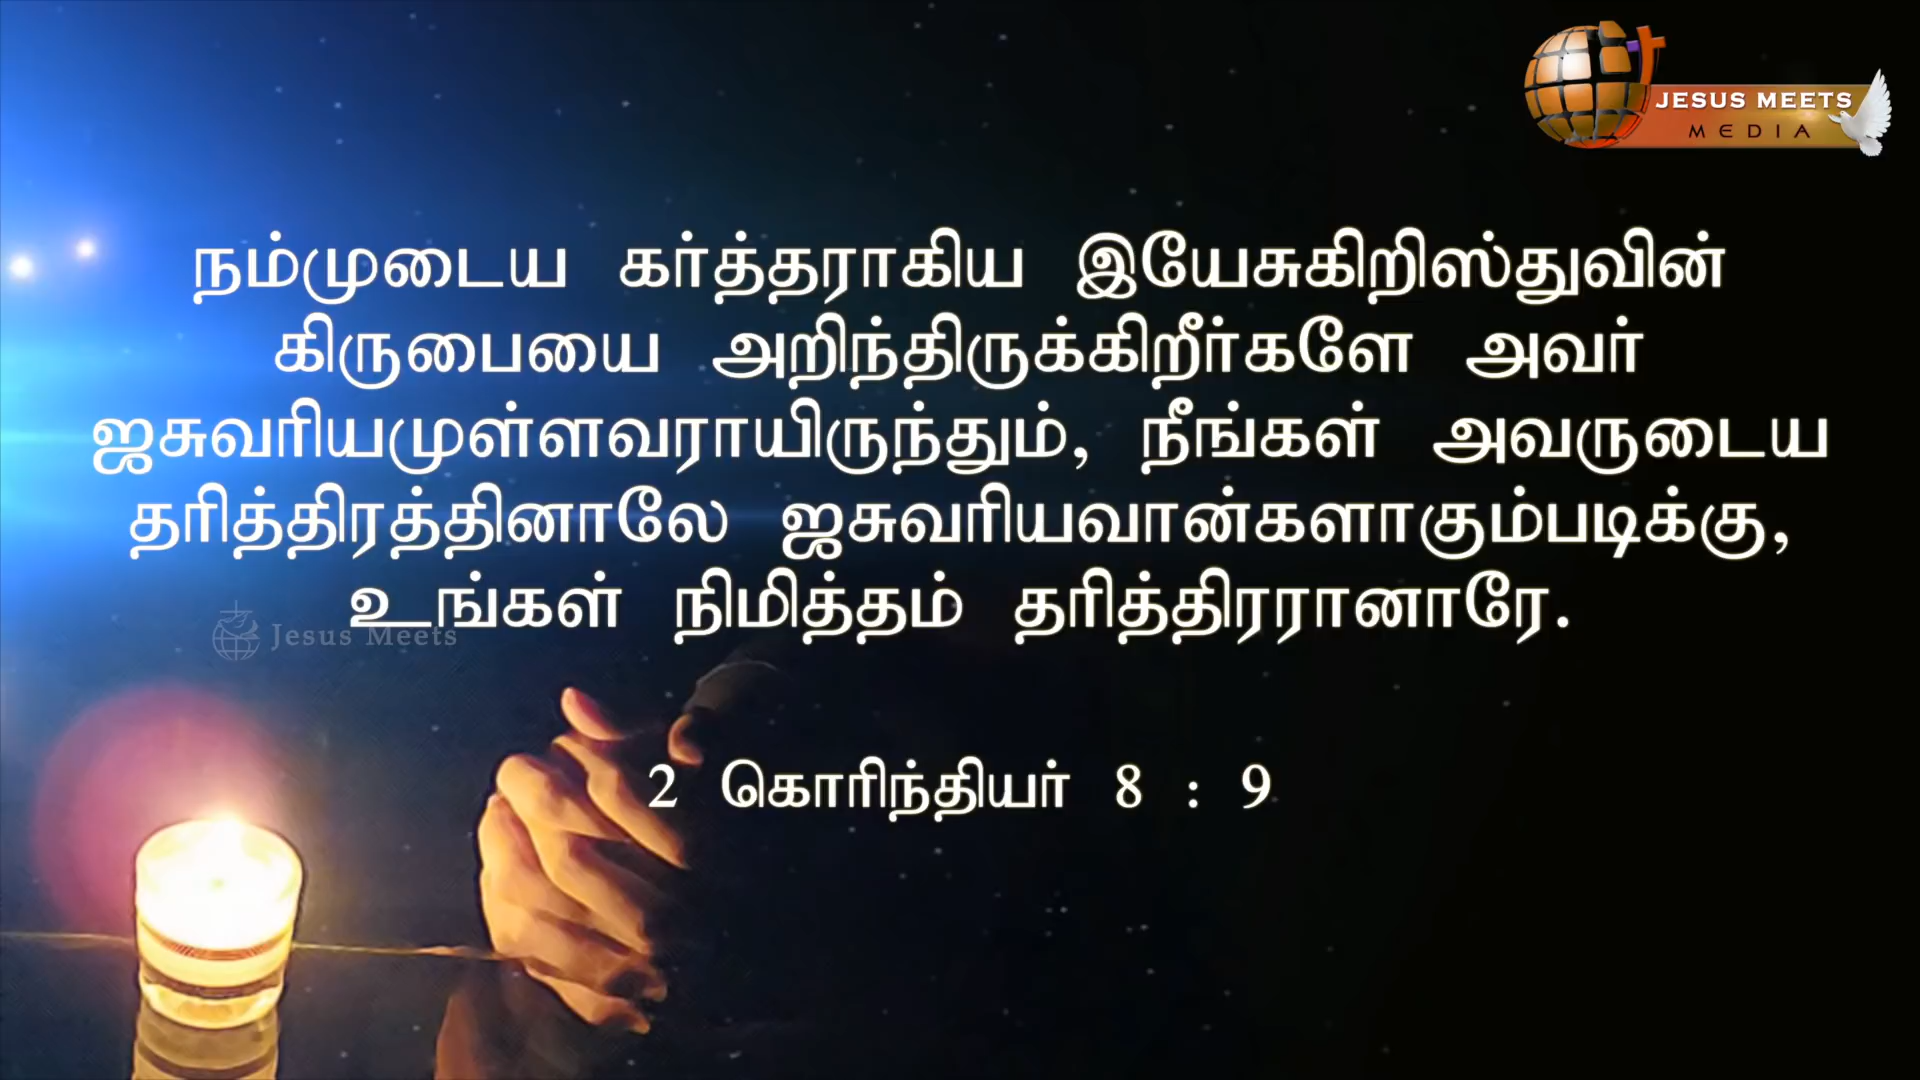 JESUS MEETS
MEDIA
நம்முடைய கர்த்தராகிய இயேசுகிறிஸ்துவின்
கிருபையை அறிந்திருக்கிறீர்களே அவர்
ஐசுவரியமுள்ளவராயிருந்தும், நீங்கள் அவருடைய
தரித்திரத்தினாலே ஐசுவரியவான்களாகும்படிக்கு,
உங்கள் நிமித்தம் தரித்திரரானாரே.
Jesus Meets
2 கொரிந்தியர் 8 : 9